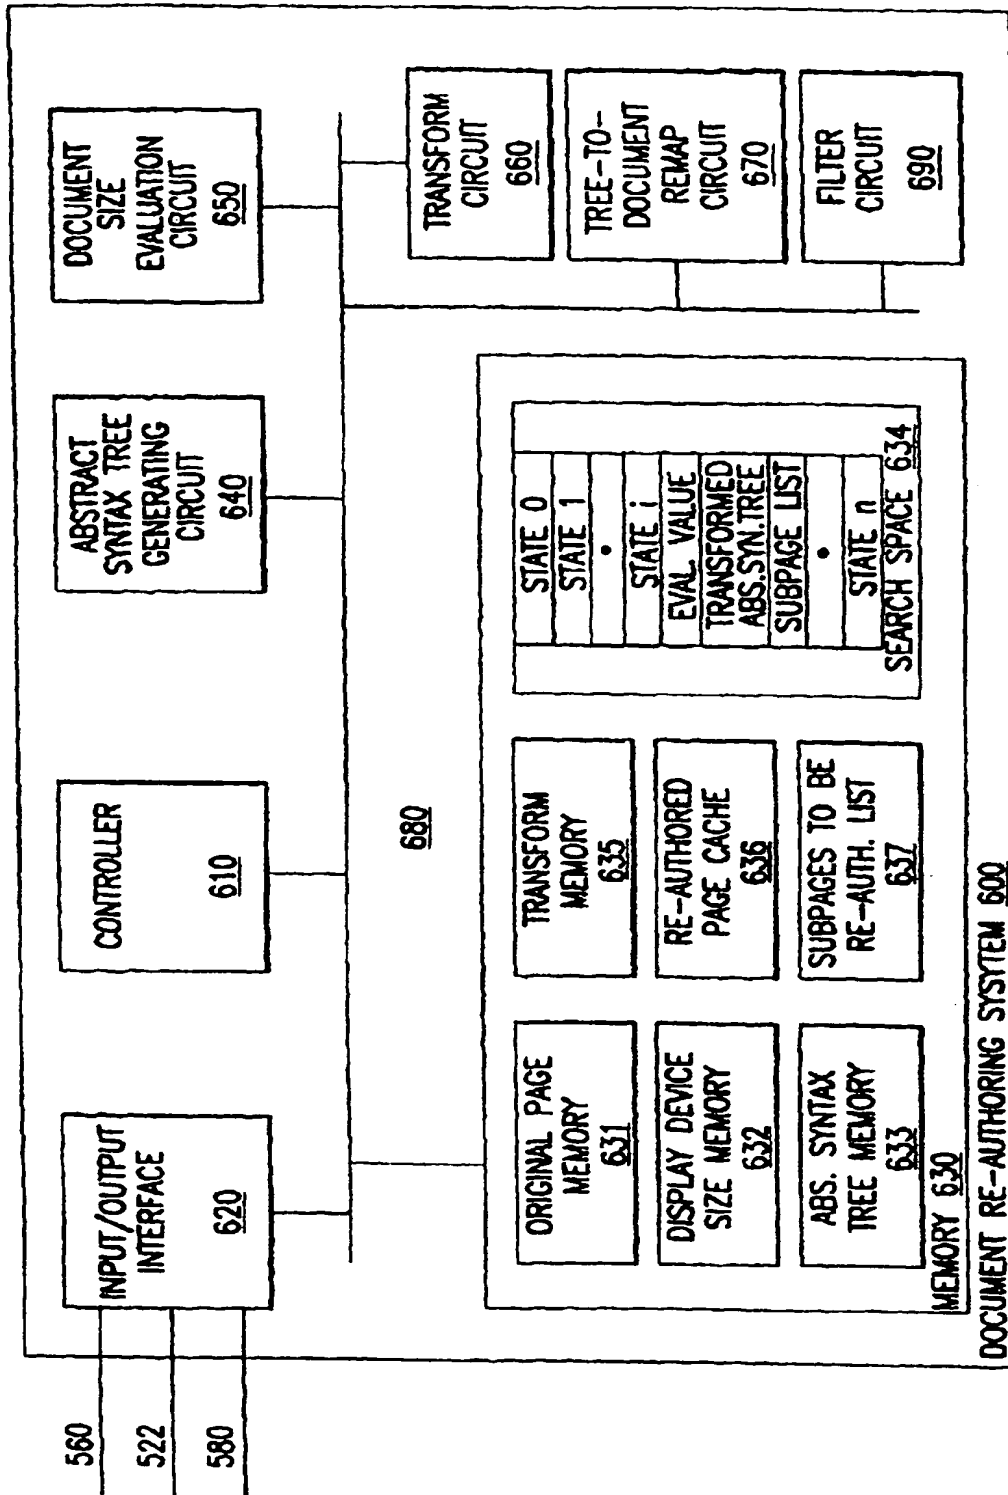 560
522
580
INPUT/OUTPUT
INTERFACE
620
CONTROLLER
610
ABSTRACT
SYNTAX TREE
GENERATING
CIRCUIT
640
DOCUMENT
SIZE
EVALUATION
CIRCUIT
650
680
TRANSFORM
CIRCUIT
660
TREE-TO-
DOCUMENT
REMAP
CIRCUIT
670
FILTER
CIRCUIT
690
ORIGINAL PAGE
MEMORY
631
DISPLAY DEVICE
SIZE MEMORY
632
ABS. SYNTAX
TREE MEMORY
633
TRANSFORM
MEMORY
635
RE-AUTHORED
PAGE CACHE
636
SUBPAGES TO BE
RE-AUTH. LIST
637
STATE 0
STATE 1
•
STATE i
EVAL. VALUE
TRANSFORMED
ABS.SYN.TREE
SUBPAGE LIST
•
STATE n
SEARCH SPACE 634
MEMORY 630
DOCUMENT RE-AUTHORING SYSYTEM 600